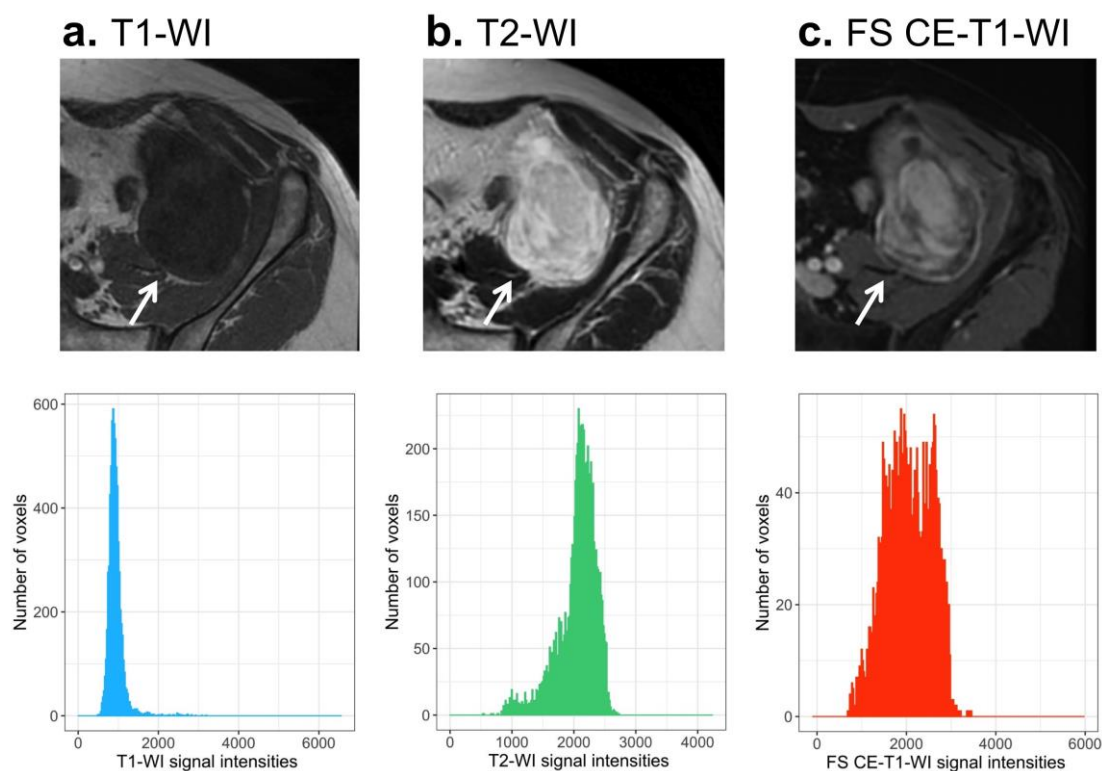 a. T1-WI
b. T2-WI
c. FS CE-T1-WI
600
400
200
0
Number of voxels
0 2000 4000 6000
T1-WI signal intensities
200
150
100
50
0
Number of voxels
0 1000 2000 3000 4000
T2-WI signal intensities
40
20
0
Number of voxels
0 2000 4000 6000
FS CE-T1-WI signal intensities